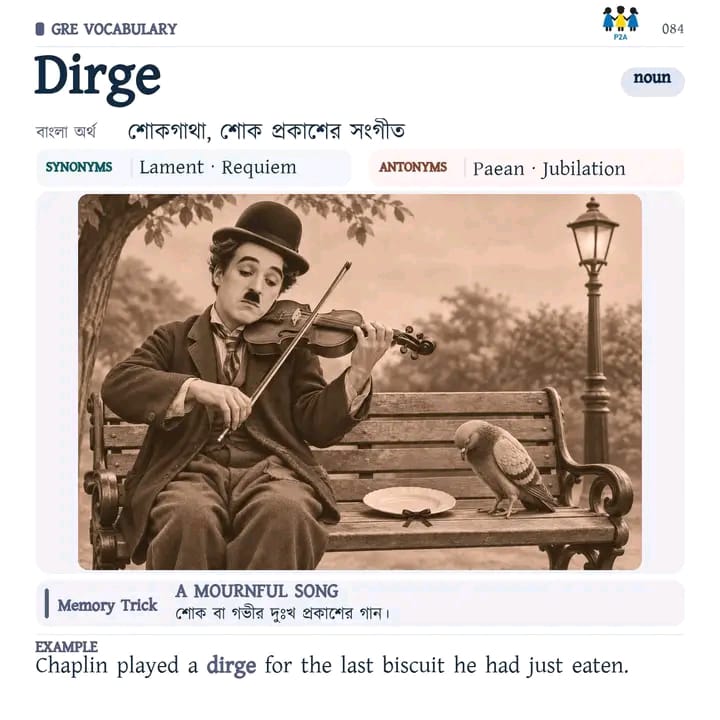 GRE VOCABULARY
P2A
084
Dirge
noun
বাংলা অর্থ শোকগাথা, শোক প্রকাশের সংগীত
SYNONYMS Lament · Requiem
ANTONYMS Paean · Jubilation
Memory Trick
A MOURNFUL SONG
শোক বা গভীর দুঃখ প্রকাশের গান।
EXAMPLE
Chaplin played a dirge for the last biscuit he had just eaten.